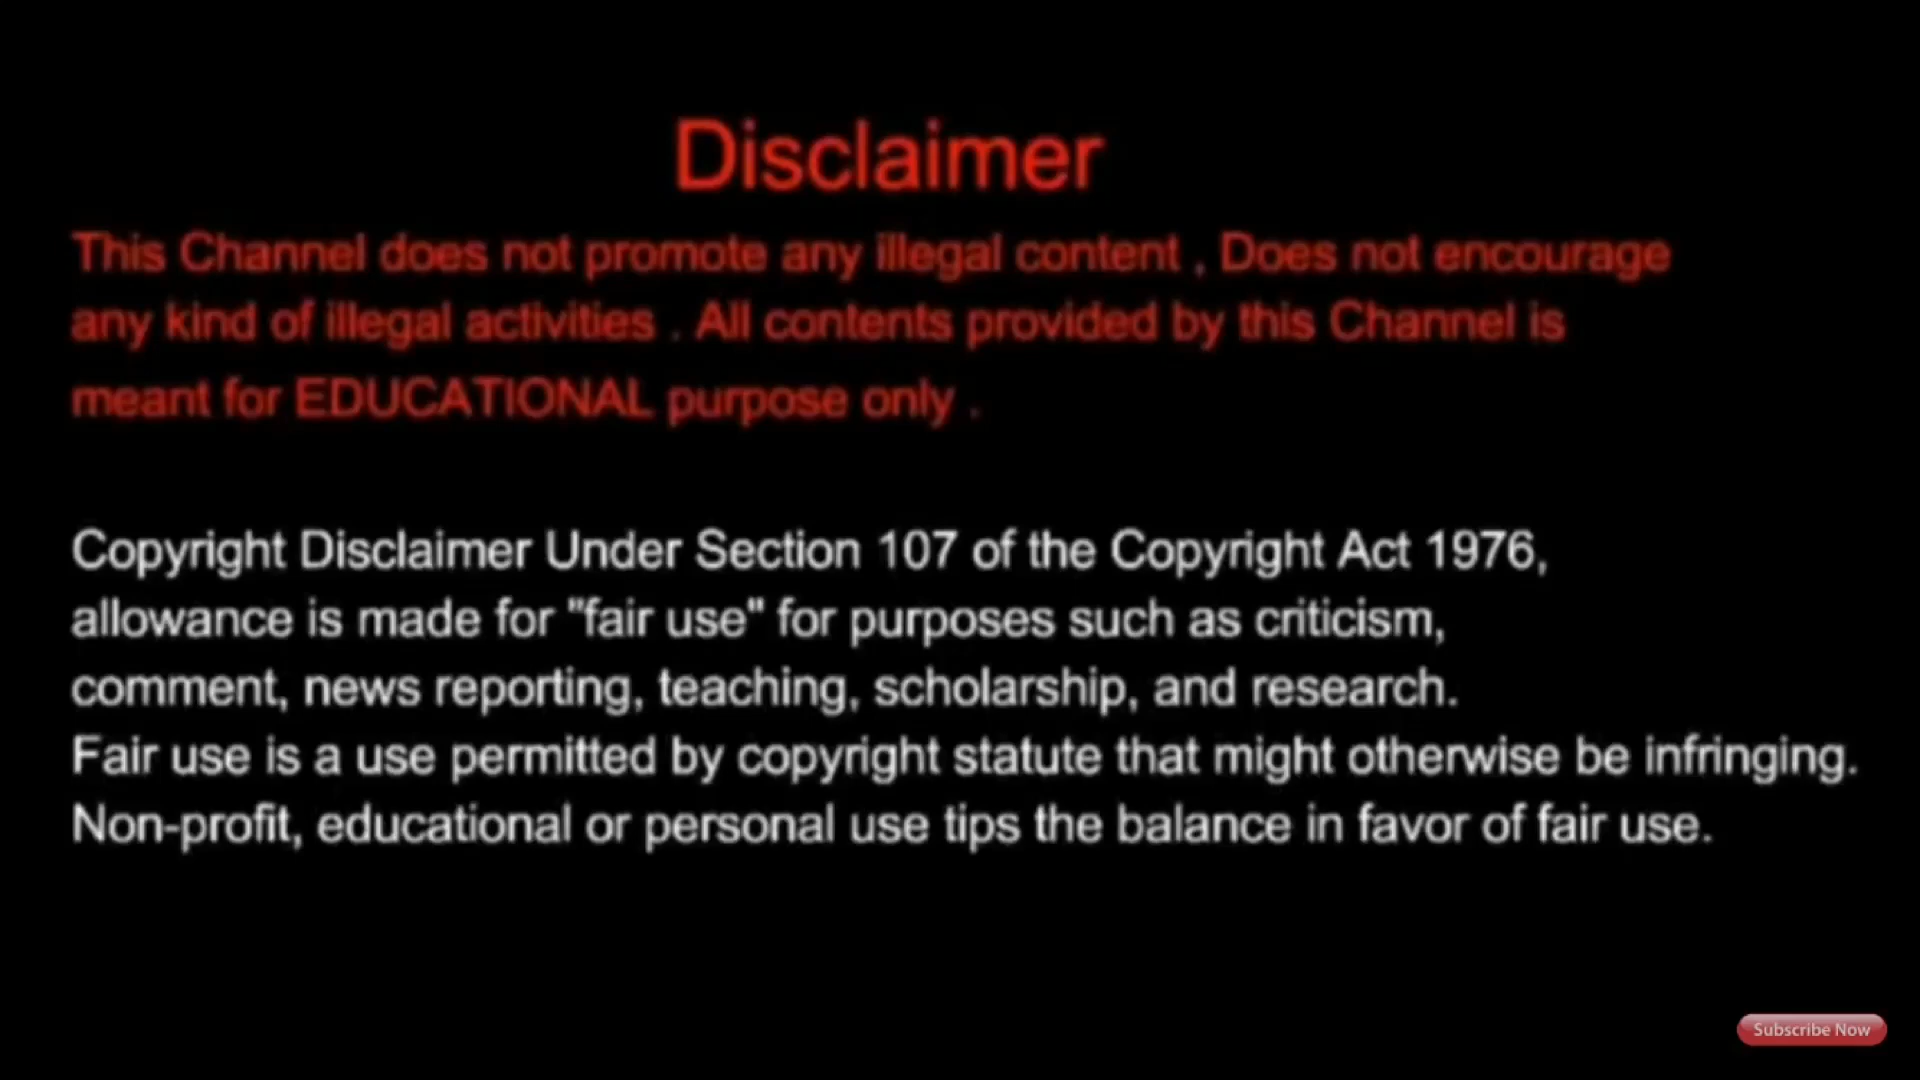 Disclaimer
This Channel does not promote any illegal content , Does not encourage
any kind of illegal activities . All contents provided by this Channel is
meant for EDUCATIONAL purpose only .
Copyright Disclaimer Under Section 107 of the Copyright Act 1976,
allowance is made for "fair use" for purposes such as criticism,
comment, news reporting, teaching, scholarship, and research.
Fair use is a use permitted by copyright statute that might otherwise be infringing.
Non-profit, educational or personal use tips the balance in favor of fair use.
Subscribe Now